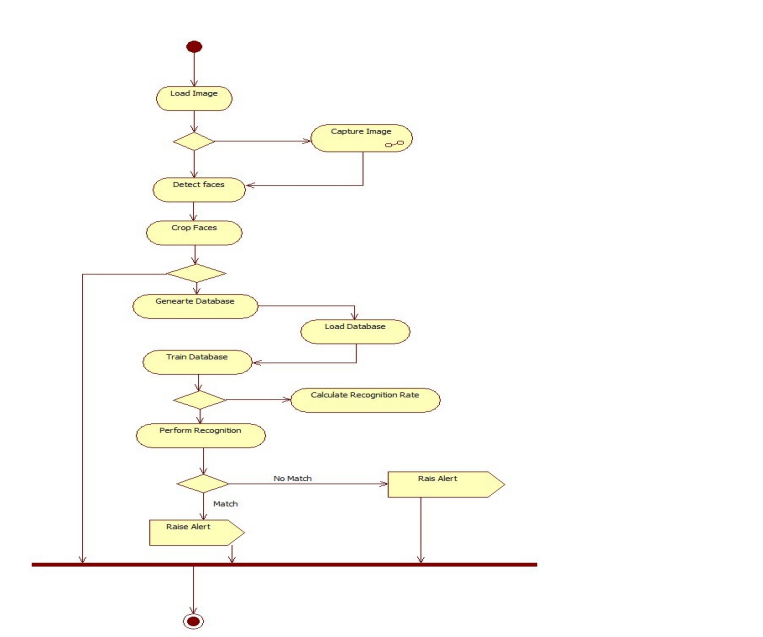 Load Image
Capture Image
Detect faces
Crop Faces
Genearte Database
Load Database
Train Database
Calculate Recognition Rate
Perform Recognition
No Match
Rais Alert
Match
Raise Alert